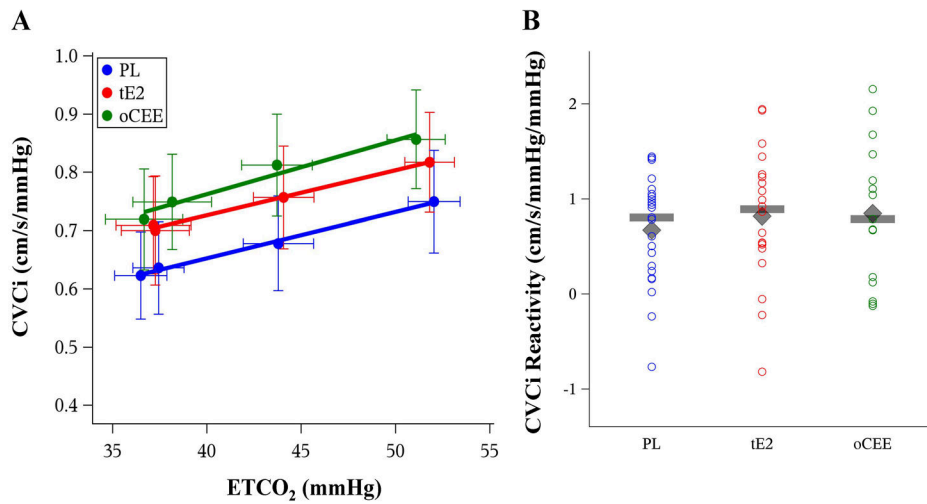 A
CVCi (cm/s/mmHg)
1.0
0.9
0.8
0.7
0.6
0.5
0.4
PL
tE2
oCEE
35
40
45
50
55
ETCO₂ (mmHg)
B
CVCi Reactivity (cm/s/mmHg/mmHg)
2
1
0
-1
PL
tE2
oCEE